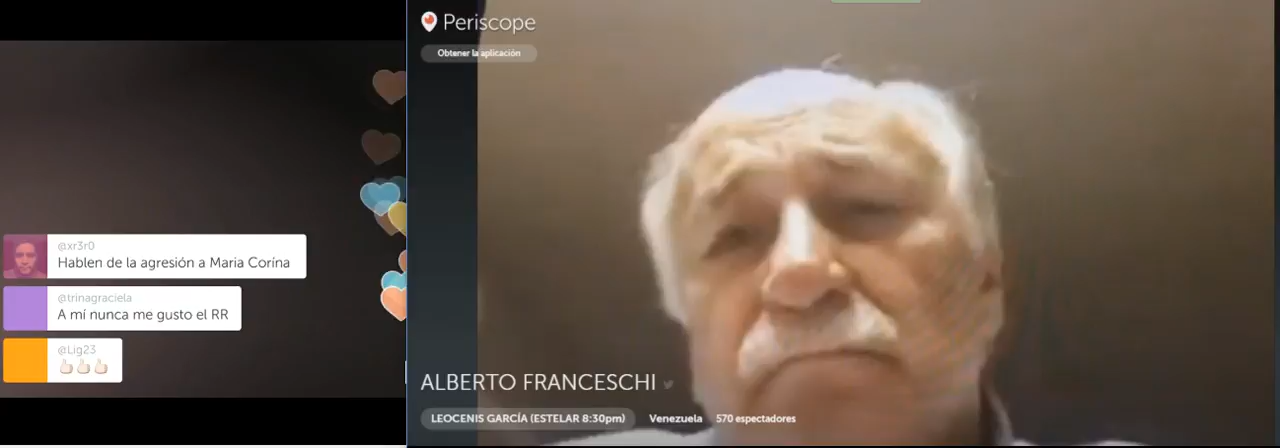 Periscope
Obtener la aplicación
@xr3r0
Hablen de la agresión a Maria Corína
@trinagraciela
A mí nunca me gusto el RR
@Lig23
ALBERTO FRANCESCHI
LEOCENIS GARCÍA (ESTELAR 8:30pm) Venezuela 570 espectadores